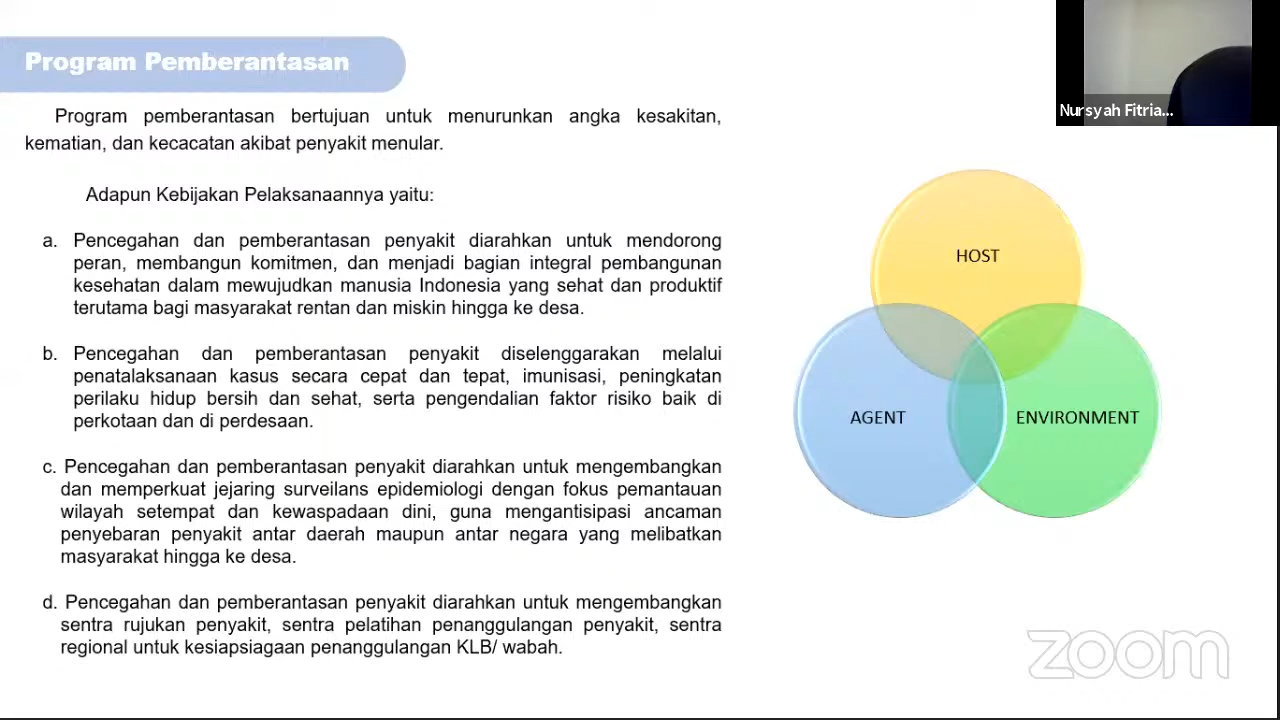 Program Pemberantasan
Nursyah Fitria...
Program pemberantasan bertujuan untuk menurunkan angka kesakitan,
kematian, dan kecacatan akibat penyakit menular.
Adapun Kebijakan Pelaksanaannya yaitu:
a. Pencegahan dan pemberantasan penyakit diarahkan untuk mendorong
peran, membangun komitmen, dan menjadi bagian integral pembangunan
kesehatan dalam mewujudkan manusia Indonesia yang sehat dan produktif
terutama bagi masyarakat rentan dan miskin hingga ke desa.
b. Pencegahan dan pemberantasan penyakit diselenggarakan melalui
penatalaksanaan kasus secara cepat dan tepat, imunisasi, peningkatan
perilaku hidup bersih dan sehat, serta pengendalian faktor risiko baik di
perkotaan dan di perdesaan.
c. Pencegahan dan pemberantasan penyakit diarahkan untuk mengembangkan
dan memperkuat jejaring surveilans epidemiologi dengan fokus pemantauan
wilayah setempat dan kewaspadaan dini, guna mengantisipasi ancaman
penyebaran penyakit antar daerah maupun antar negara yang melibatkan
masyarakat hingga ke desa.
d. Pencegahan dan pemberantasan penyakit diarahkan untuk mengembangkan
sentra rujukan penyakit, sentra pelatihan penanggulangan penyakit, sentra
regional untuk kesiapsiagaan penanggulangan KLB/ wabah.
HOST
AGENT
ENVIRONMENT
zoom